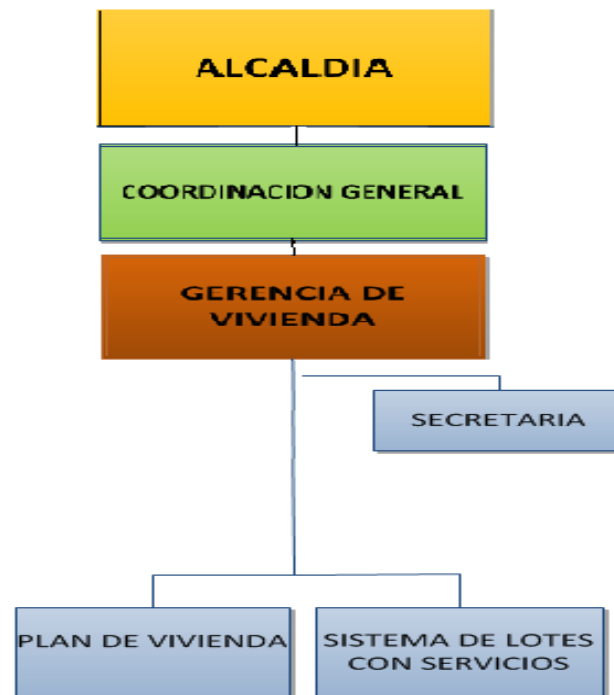 ALCALDIA
COORDINACION GENERAL
GERENCIA DE
VIVIENDA
SECRETARIA
PLAN DE VIVIENDA
SISTEMA DE LOTES
CON SERVICIOS